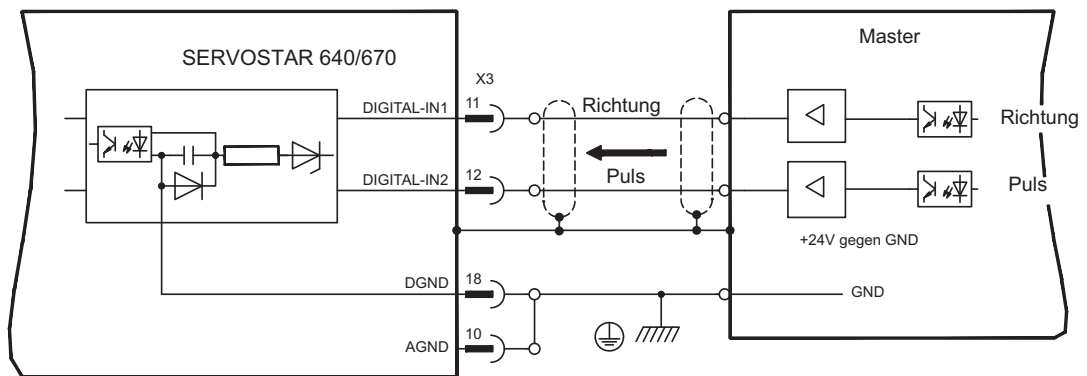 SERVOSTAR 640/670
Master
X3
DIGITAL-IN1
11
Richtung
Richtung
DIGITAL-IN2
12
Puls
Puls
+24V gegen GND
DGND
18
GND
AGND
10